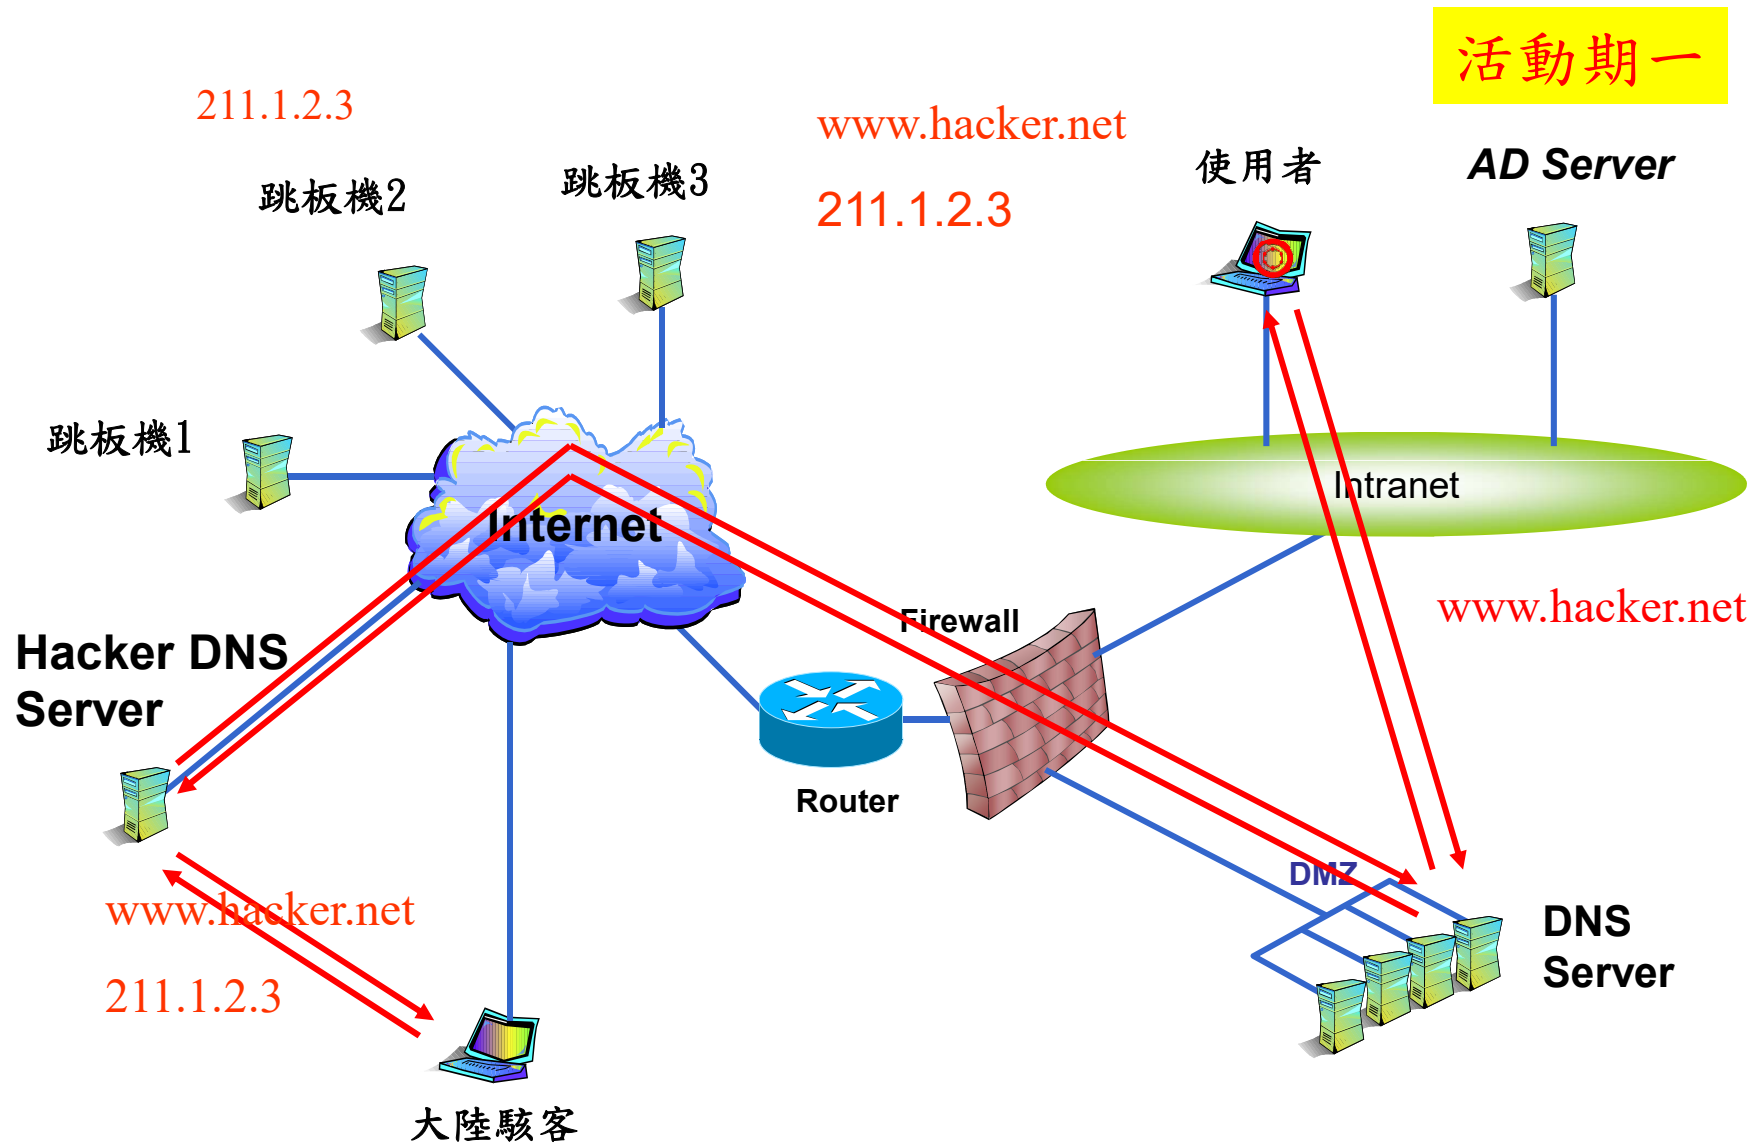 活動期一
211.1.2.3
www.hacker.net
211.1.2.3
使用者
AD Server
跳板機2
跳板機3
跳板機1
Intranet
Internet
www.hacker.net
Firewall
Hacker DNS
Server
Router
DMZ
www.hacker.net
211.1.2.3
DNS
Server
大陸駭客